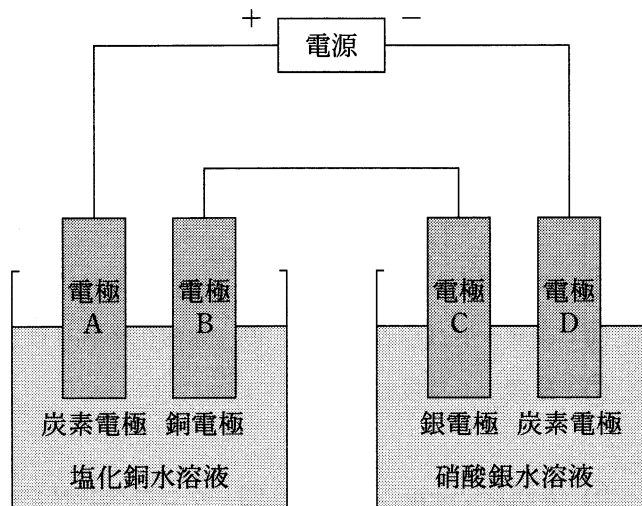 ＋ 電源 −
電極 電極 電極 電極
A B C D
炭素電極 銅電極 銀電極 炭素電極
塩化銅水溶液 硝酸銀水溶液